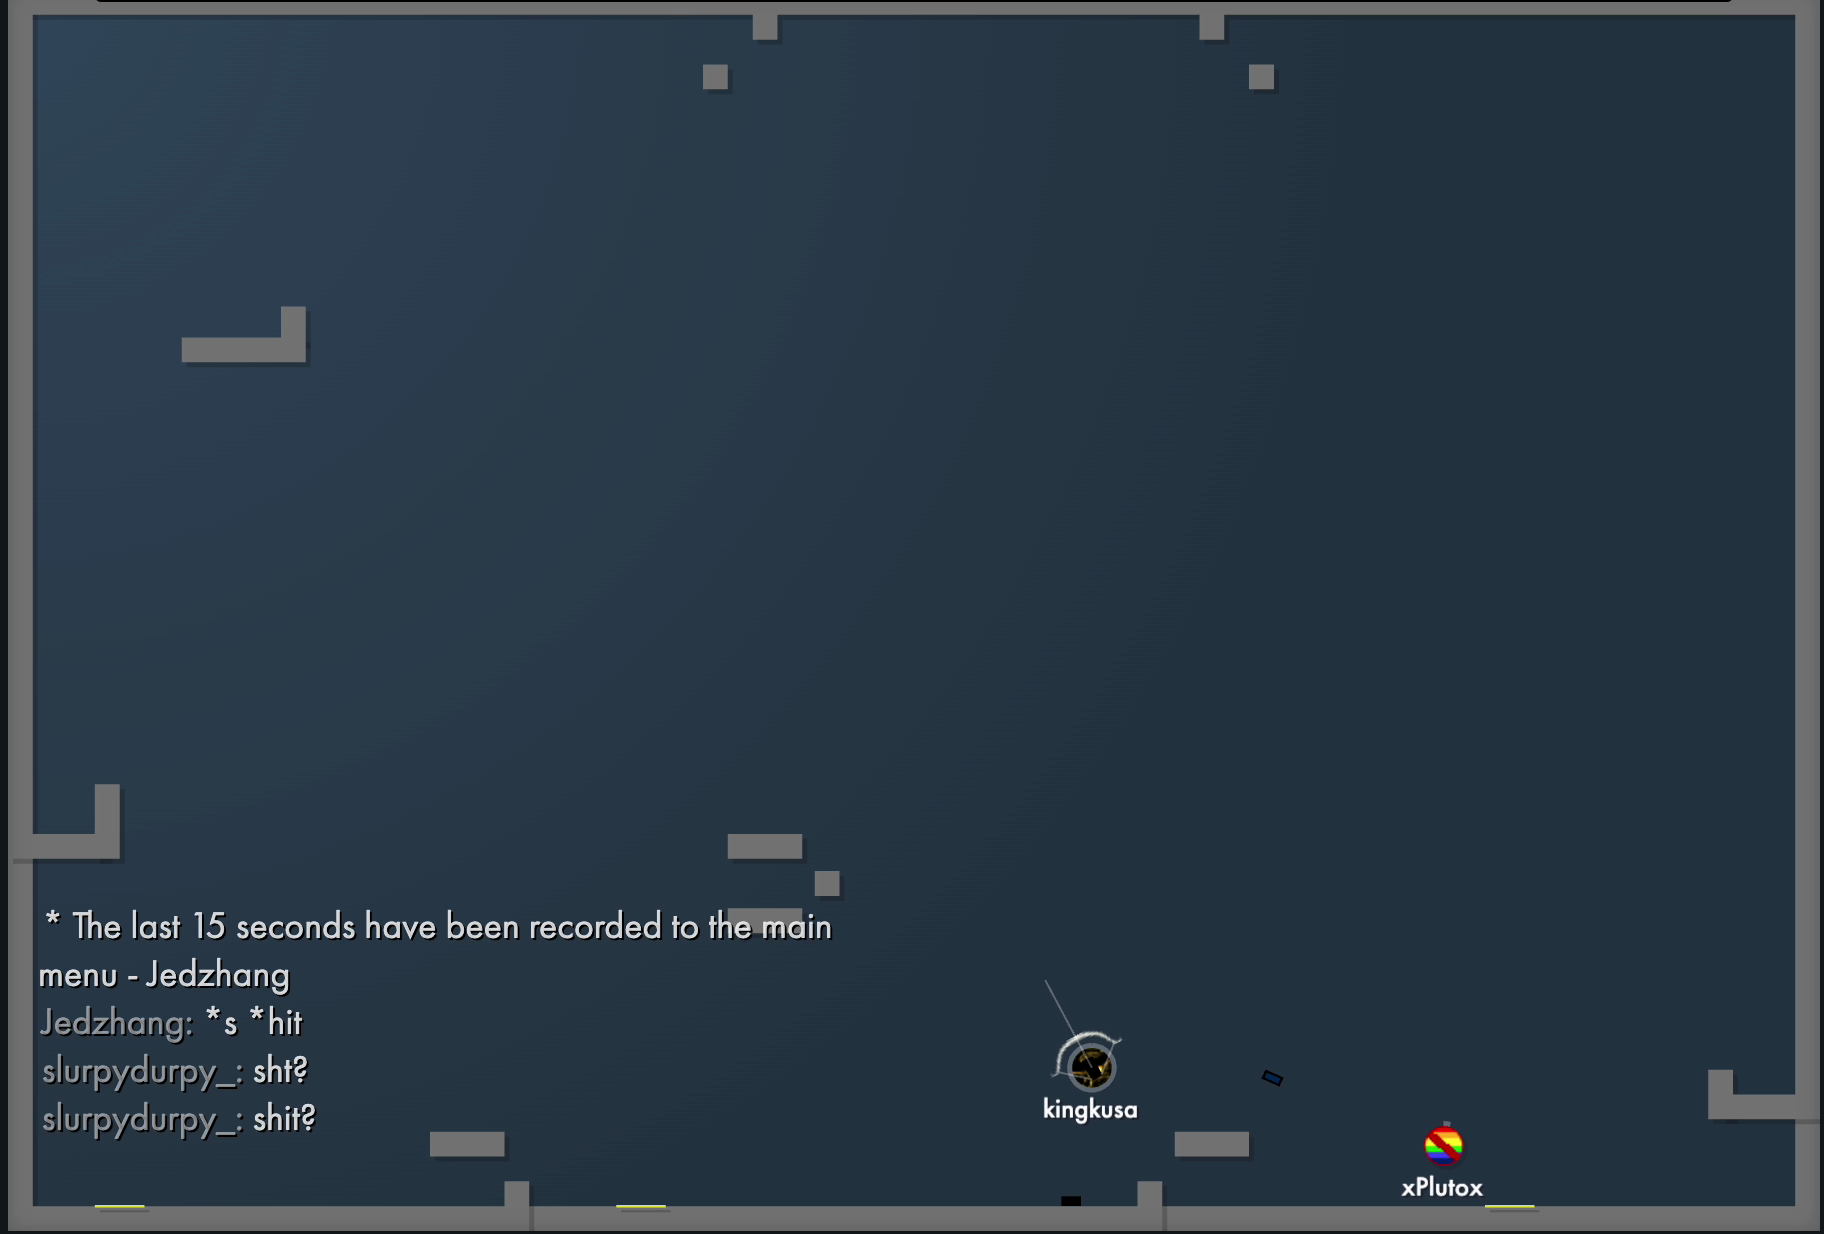 * The last 15 seconds have been recorded to the main
menu - Jedzhang
Jedzhang: *s *hit
slurpydurpy_: sht?
slurpydurpy_: shit?
kingkusa
xPlutox